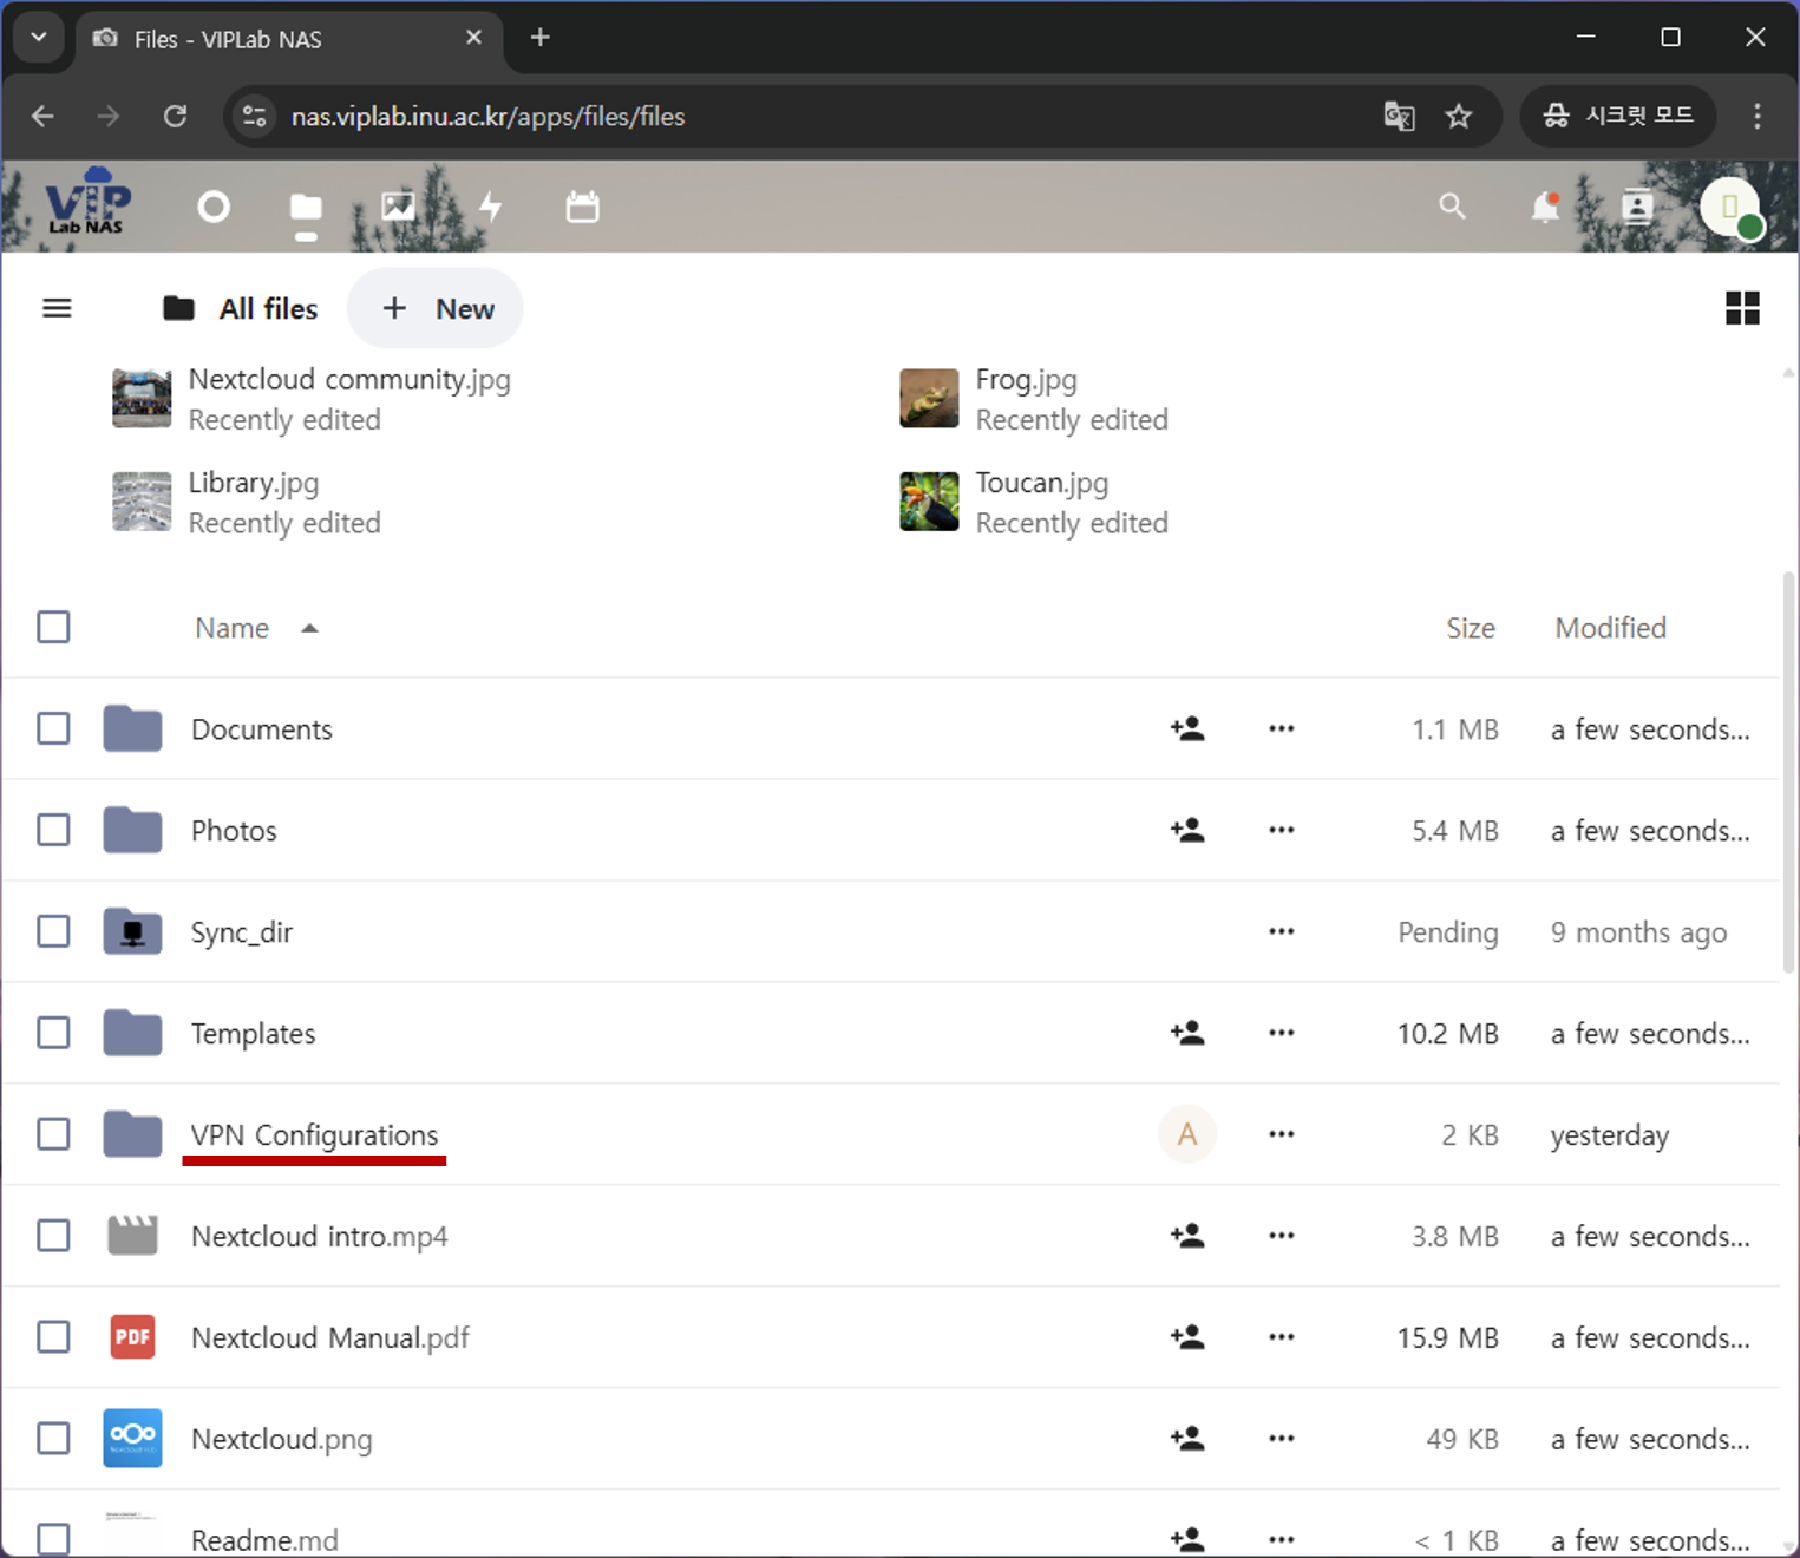 Files - VIPLab NAS
nas.viplab.inu.ac.kr/apps/files/files
시크릿 모드
VIP
Lab NAS
All files
+ New
Nextcloud community.jpg
Recently edited
Frog.jpg
Recently edited
Library.jpg
Recently edited
Toucan.jpg
Recently edited
Name Size Modified
Documents 1.1 MB a few seconds...
Photos 5.4 MB a few seconds...
Sync_dir Pending 9 months ago
Templates 10.2 MB a few seconds...
VPN Configurations A 2 KB yesterday
Nextcloud intro.mp4 3.8 MB a few seconds...
PDF Nextcloud Manual.pdf 15.9 MB a few seconds...
Nextcloud.png 49 KB a few seconds...
Readme.md < 1 KB a few seconds...